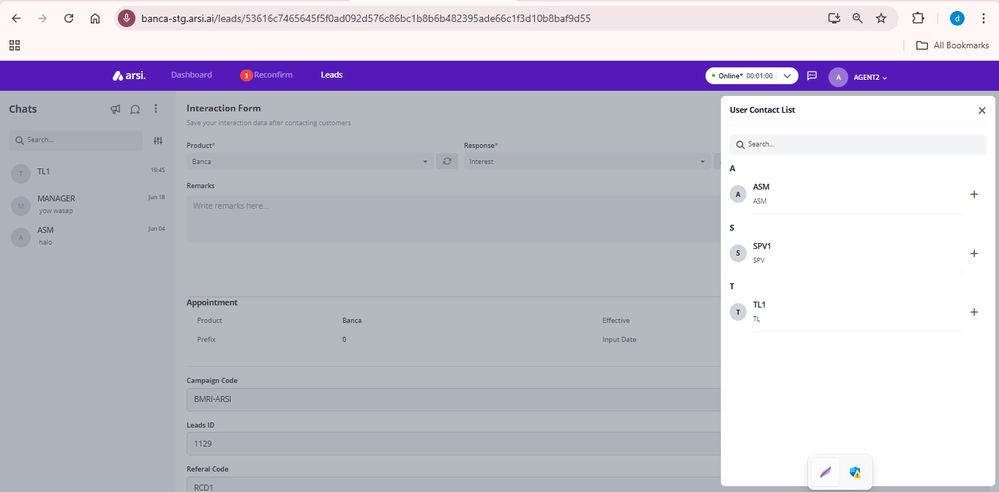 banca-stg.arsi.ai/leads/53616c7465645f5f0ad092d576c86bc1b8b6b482395ade66c1f3d10b8baf9d55
d
All Bookmarks
arsi.
Dashboard
1
Reconfirm
Leads
Online* 00:01:00
A
AGENT2
Chats
Search...
T
TL1
19:45
M
MANAGER
Jun 18
yow wasap
A
ASM
Jun 04
halo
Interaction Form
Save your interaction data after contacting customers
Product*
Response*
Banca
Interest
Remarks
Write remarks here...
Appointment
Product
Banca
Effective
Prefix
0
Input Date
Campaign Code
BMRI-ARSI
Leads ID
1129
Referal Code
RCD1
User Contact List
Search...
A
A
ASM
ASM
S
S
SPV1
SPV
T
T
TL1
TL